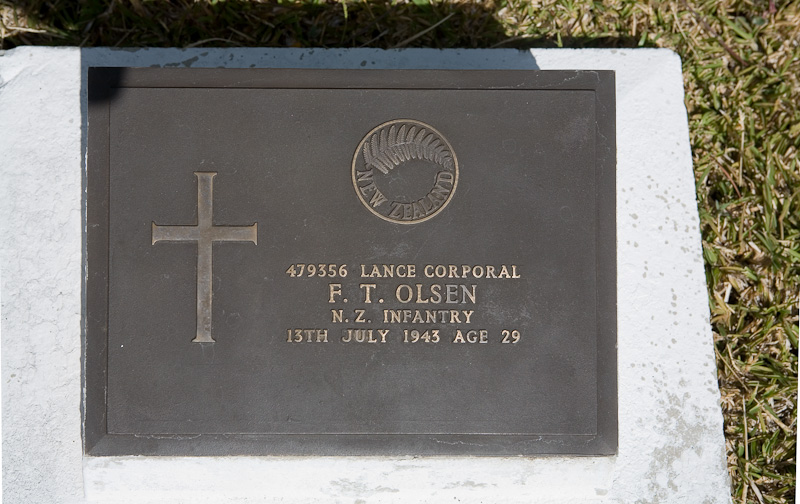 NEW ZEALAND
479356 LANCE CORPORAL
F. T. OLSEN
N. Z. INFANTRY
13TH JULY 1943 AGE 29